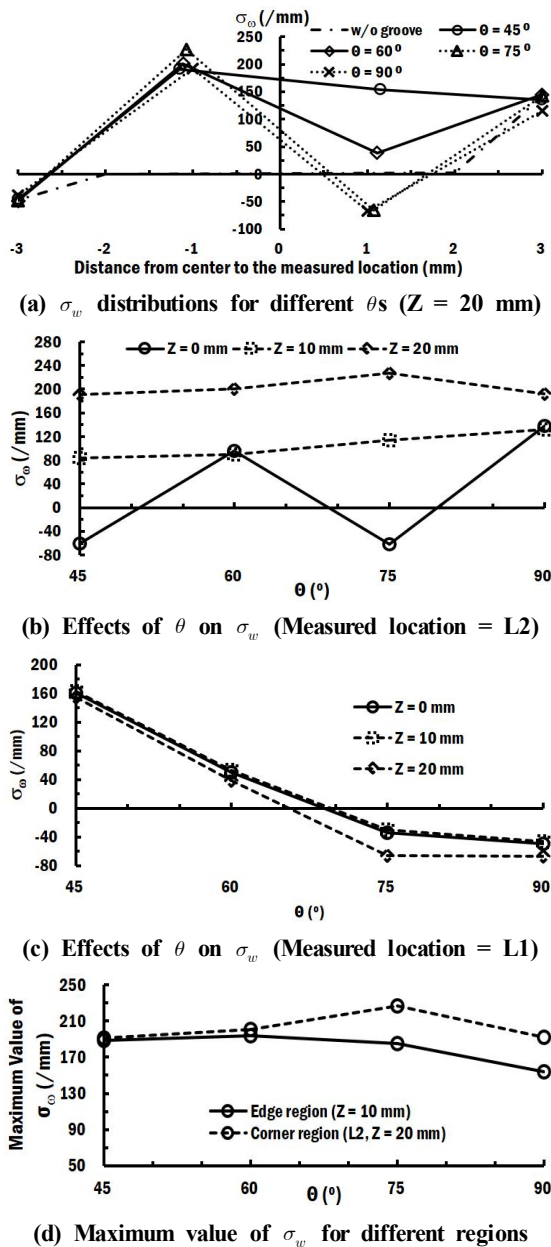 σω (/mm)
w/o groove
θ = 45 º
θ = 60 º
θ = 75 º
θ = 90 º
200
150
100
50
0
-50
-100
-3 -2 -1 0 1 2 3
Distance from center to the measured location (mm)
(a) σw distributions for different θs (Z = 20 mm)
Z = 0 mm Z = 10 mm Z = 20 mm
σω (/mm)
280
240
200
160
120
80
40
0
-40
-80
45 60 75 90
Θ (º)
(b) Effects of θ on σw (Measured location = L2)
σω (/mm)
200
160
120
80
40
0
-40
-80
Z = 0 mm
Z = 10 mm
Z = 20 mm
45 60 75 90
Θ (º)
(c) Effects of θ on σw (Measured location = L1)
Maximum Value of
σω (/mm)
250
210
170
130
90
50
Edge region (Z = 10 mm)
Corner region (L2, Z = 20 mm)
45 60 75 90
Θ (º)
(d) Maximum value of σw for different regions